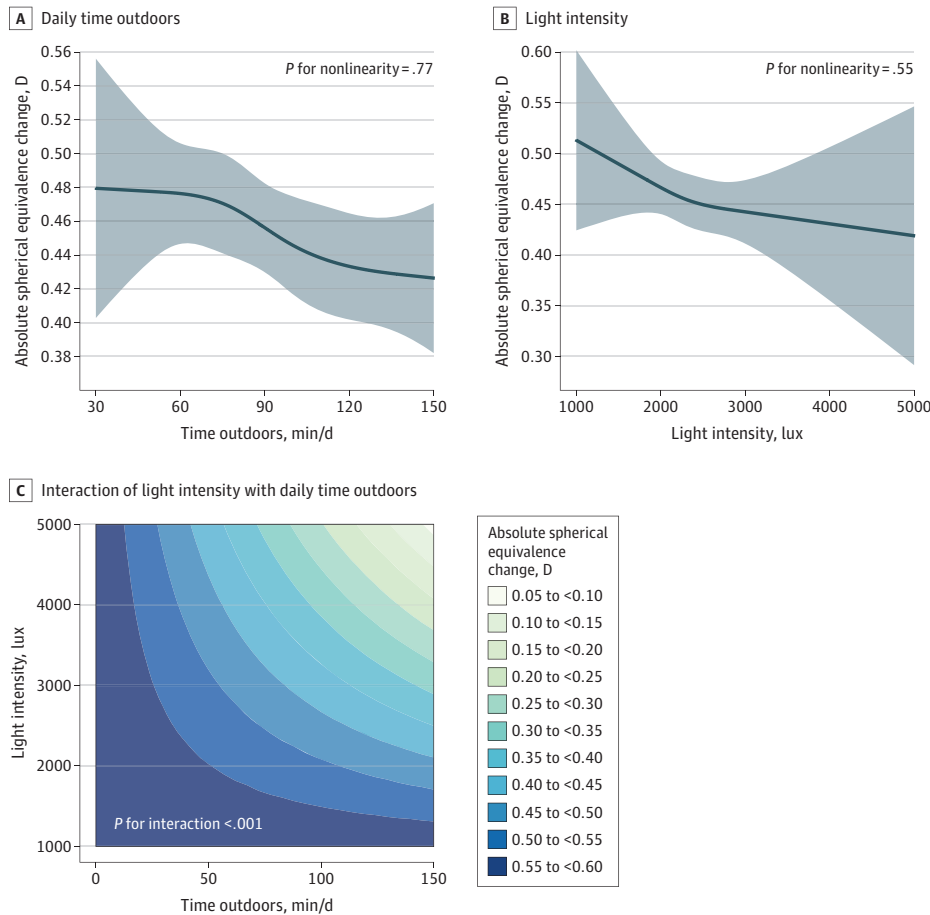 A Daily time outdoors
P for nonlinearity = .77
Absolute spherical equivalence change, D
0.56
0.54
0.52
0.50
0.48
0.46
0.44
0.42
0.40
0.38
30 60 90 120 150
Time outdoors, min/d
B Light intensity
P for nonlinearity = .55
Absolute spherical equivalence change, D
0.60
0.55
0.50
0.45
0.40
0.35
0.30
1000 2000 3000 4000 5000
Light intensity, lux
C Interaction of light intensity with daily time outdoors
Light intensity, lux
5000
4000
3000
2000
1000
P for interaction <.001
0 50 100 150
Time outdoors, min/d
Absolute spherical
equivalence
change, D
0.05 to <0.10
0.10 to <0.15
0.15 to <0.20
0.20 to <0.25
0.25 to <0.30
0.30 to <0.35
0.35 to <0.40
0.40 to <0.45
0.45 to <0.50
0.50 to <0.55
0.55 to <0.60